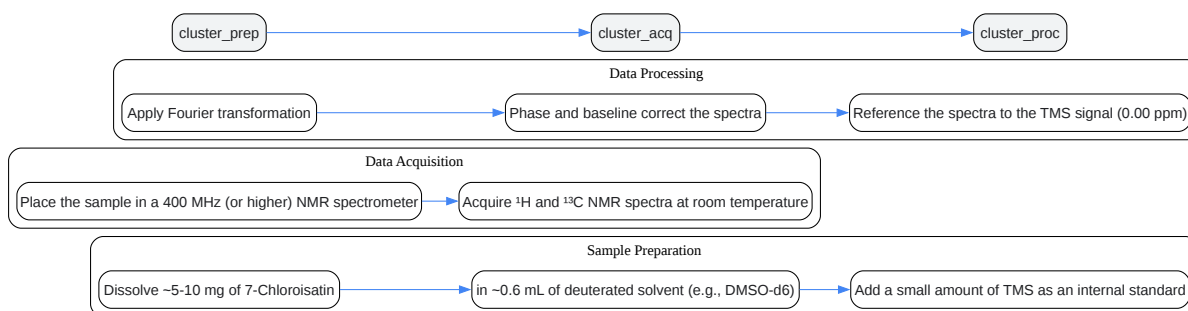 cluster_prep
cluster_acq
cluster_proc
Data Processing
Apply Fourier transformation
Phase and baseline correct the spectra
Reference the spectra to the TMS signal (0.00 ppm)
Data Acquisition
Place the sample in a 400 MHz (or higher) NMR spectrometer
Acquire ¹H and ¹³C NMR spectra at room temperature
Sample Preparation
Dissolve ~5-10 mg of 7-Chloroisatin
in ~0.6 mL of deuterated solvent (e.g., DMSO-d6)
Add a small amount of TMS as an internal standard